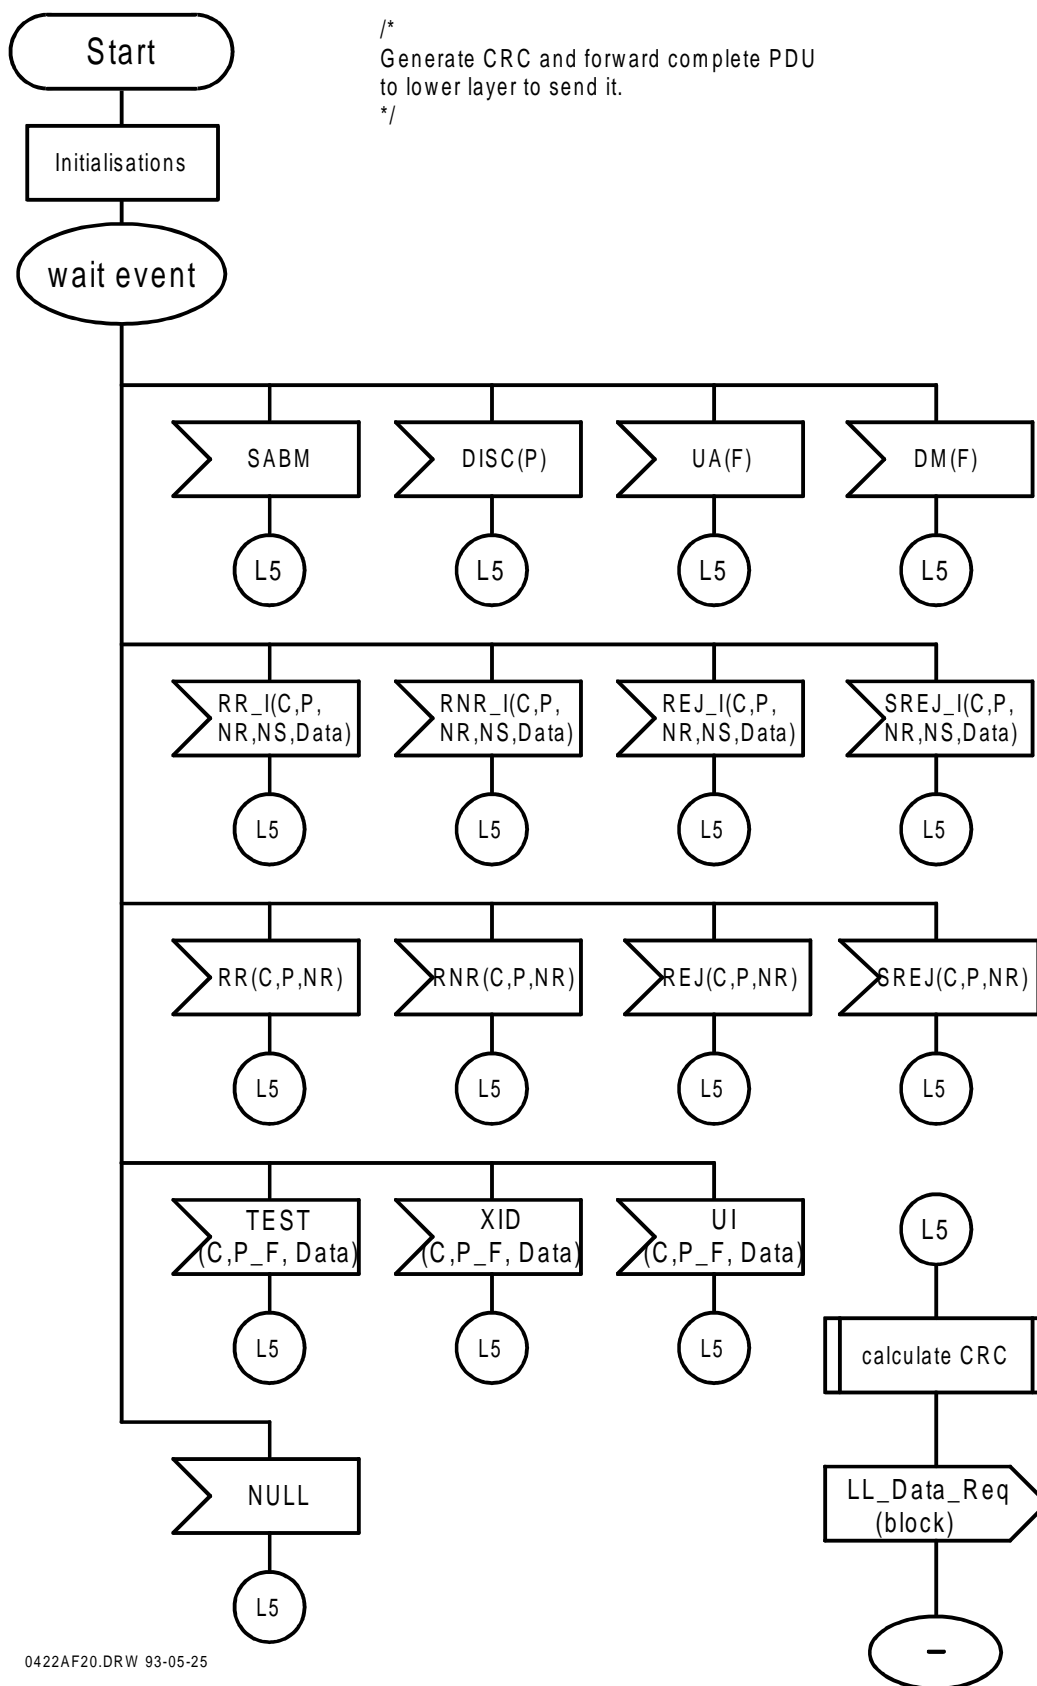 Start
/*
Generate CRC and forward complete PDU
to lower layer to send it.
*/
Initialisations
wait event
SABM
DISC(P)
UA(F)
DM(F)
L5
L5
L5
L5
RR_I(C,P,
NR,NS,Data)
RNR_I(C,P,
NR,NS,Data)
REJ_I(C,P,
NR,NS,Data)
SREJ_I(C,P,
NR,NS,Data)
L5
L5
L5
L5
RR(C,P,NR)
RNR(C,P,NR)
REJ(C,P,NR)
SREJ(C,P,NR)
L5
L5
L5
L5
TEST
(C,P_F, Data)
XID
(C,P_F, Data)
UI
(C,P_F, Data)
L5
L5
L5
L5
calculate CRC
NULL
LL_Data_Req
(block)
L5
–
0422AF20.DRW 93-05-25